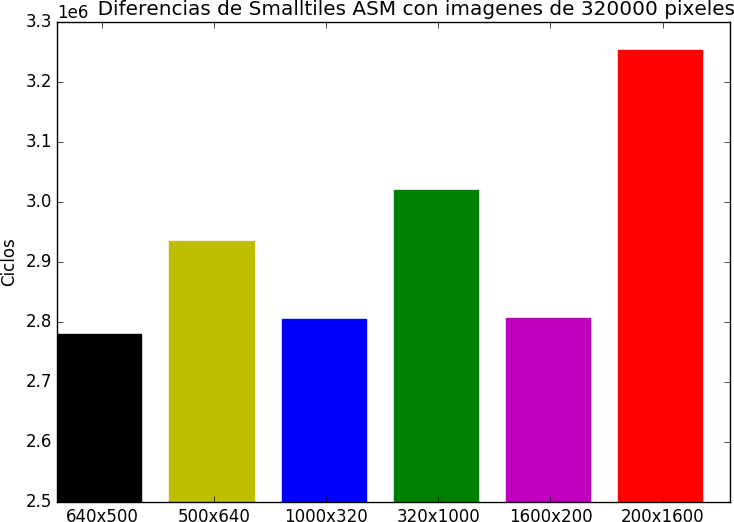 Diferencias de Smalltiles ASM con imagenes de 320000 pixeles
1e6
3.3
3.2
3.1
3.0
2.9
2.8
2.7
2.6
2.5
Ciclos
640x500 500x640 1000x320 320x1000 1600x200 200x1600